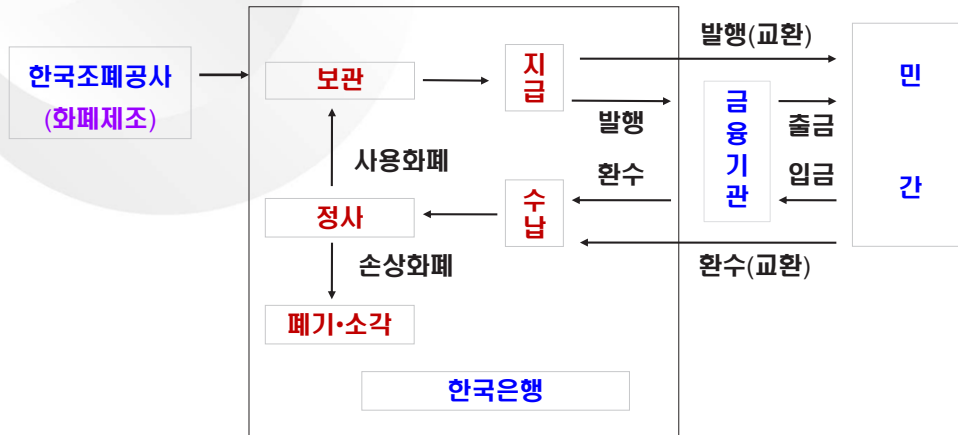 발행(교환)
한국조폐공사
(화폐제조)
보관
지급
민간
금융기관
발행
출금
사용화폐
환수
입금
정사
수납
손상화폐
환수(교환)
폐기•소각
한국은행